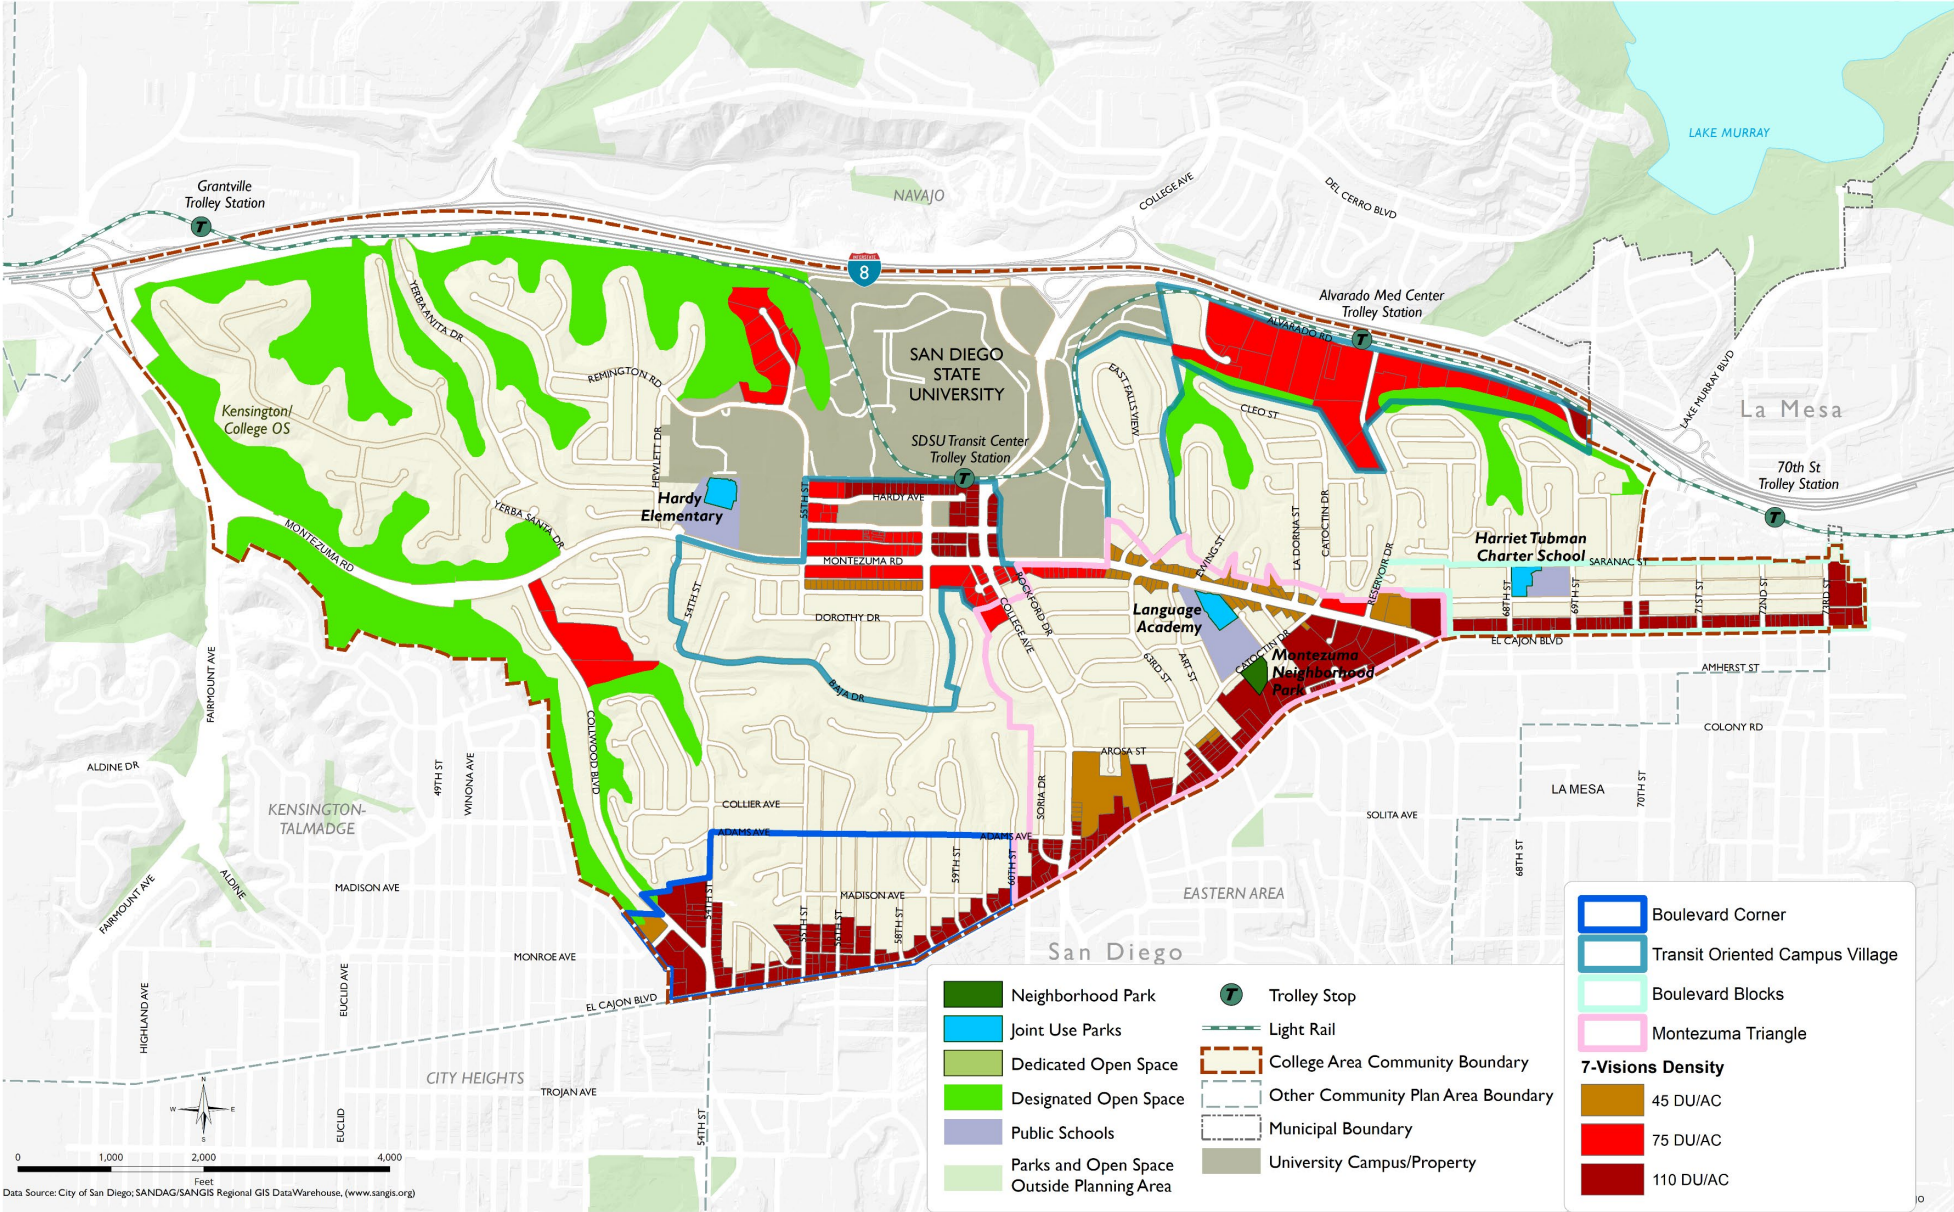 LAKE MURRAY
Grantville
Trolley Station
NAVAJO
COLLEGE AVE
DEL CERRO BLVD
INTERSTATE
8
Alvarado Med Center
Trolley Station
ALVARADO RD
LAKE MURRAY BLVD
La Mesa
YERBA ANITA DR
REMINGTON RD
SAN DIEGO
STATE
UNIVERSITY
EAST FALLS VIEW
CLEO ST
Kensington/
College OS
HEWLETT DR
SDSU Transit Center
Trolley Station
70th St
Trolley Station
Hardy
Elementary
55TH ST
HARDY AVE
YERBA SANTA DR
MONTEZUMA RD
MONTEZUMA RD
LA DORNA ST
CATOCTIN DR
EWING ST
RESERVOIR DR
Harriet Tubman
Charter School
SARANAC ST
54TH ST
DOROTHY DR
ROCKFORD DR
COLLEGE AVE
Language
Academy
68TH ST
69TH ST
71ST ST
72ND ST
73RD ST
EL CAJON BLVD
AMHERST ST
63RD ST
ART ST
CATOCTIN DR
Montezuma
Neighborhood
Park
BAJA DR
FAIRMOUNT AVE
COLLWOOD BLVD
COLONY RD
ALDINE DR
49TH ST
WINONA AVE
AROSA ST
SORIA DR
LA MESA
70TH ST
KENSINGTON-
TALMADGE
COLLIER AVE
SOLITA AVE
ADAMS AVE
ADAMS AVE
68TH ST
59TH ST
60TH ST
FAIRMOUNT AVE
ALDINE
MADISON AVE
MADISON AVE
EASTERN AREA
54TH ST
55TH ST
56TH ST
58TH ST
San Diego
MONROE AVE
EL CAJON BLVD
HIGHLAND AVE
EUCLID AVE
CITY HEIGHTS
TROJAN AVE
EUCLID
54TH ST
N
W
E
S
0
1,000
2,000
4,000
Feet
Data Source: City of San Diego; SANDAG/SANGIS Regional GIS DataWarehouse, (www.sangis.org)
Neighborhood Park
Joint Use Parks
Dedicated Open Space
Designated Open Space
Public Schools
Parks and Open Space
Outside Planning Area
T
Trolley Stop
Light Rail
College Area Community Boundary
Other Community Plan Area Boundary
Municipal Boundary
University Campus/Property
Boulevard Corner
Transit Oriented Campus Village
Boulevard Blocks
Montezuma Triangle
7-Visions Density
45 DU/AC
75 DU/AC
110 DU/AC